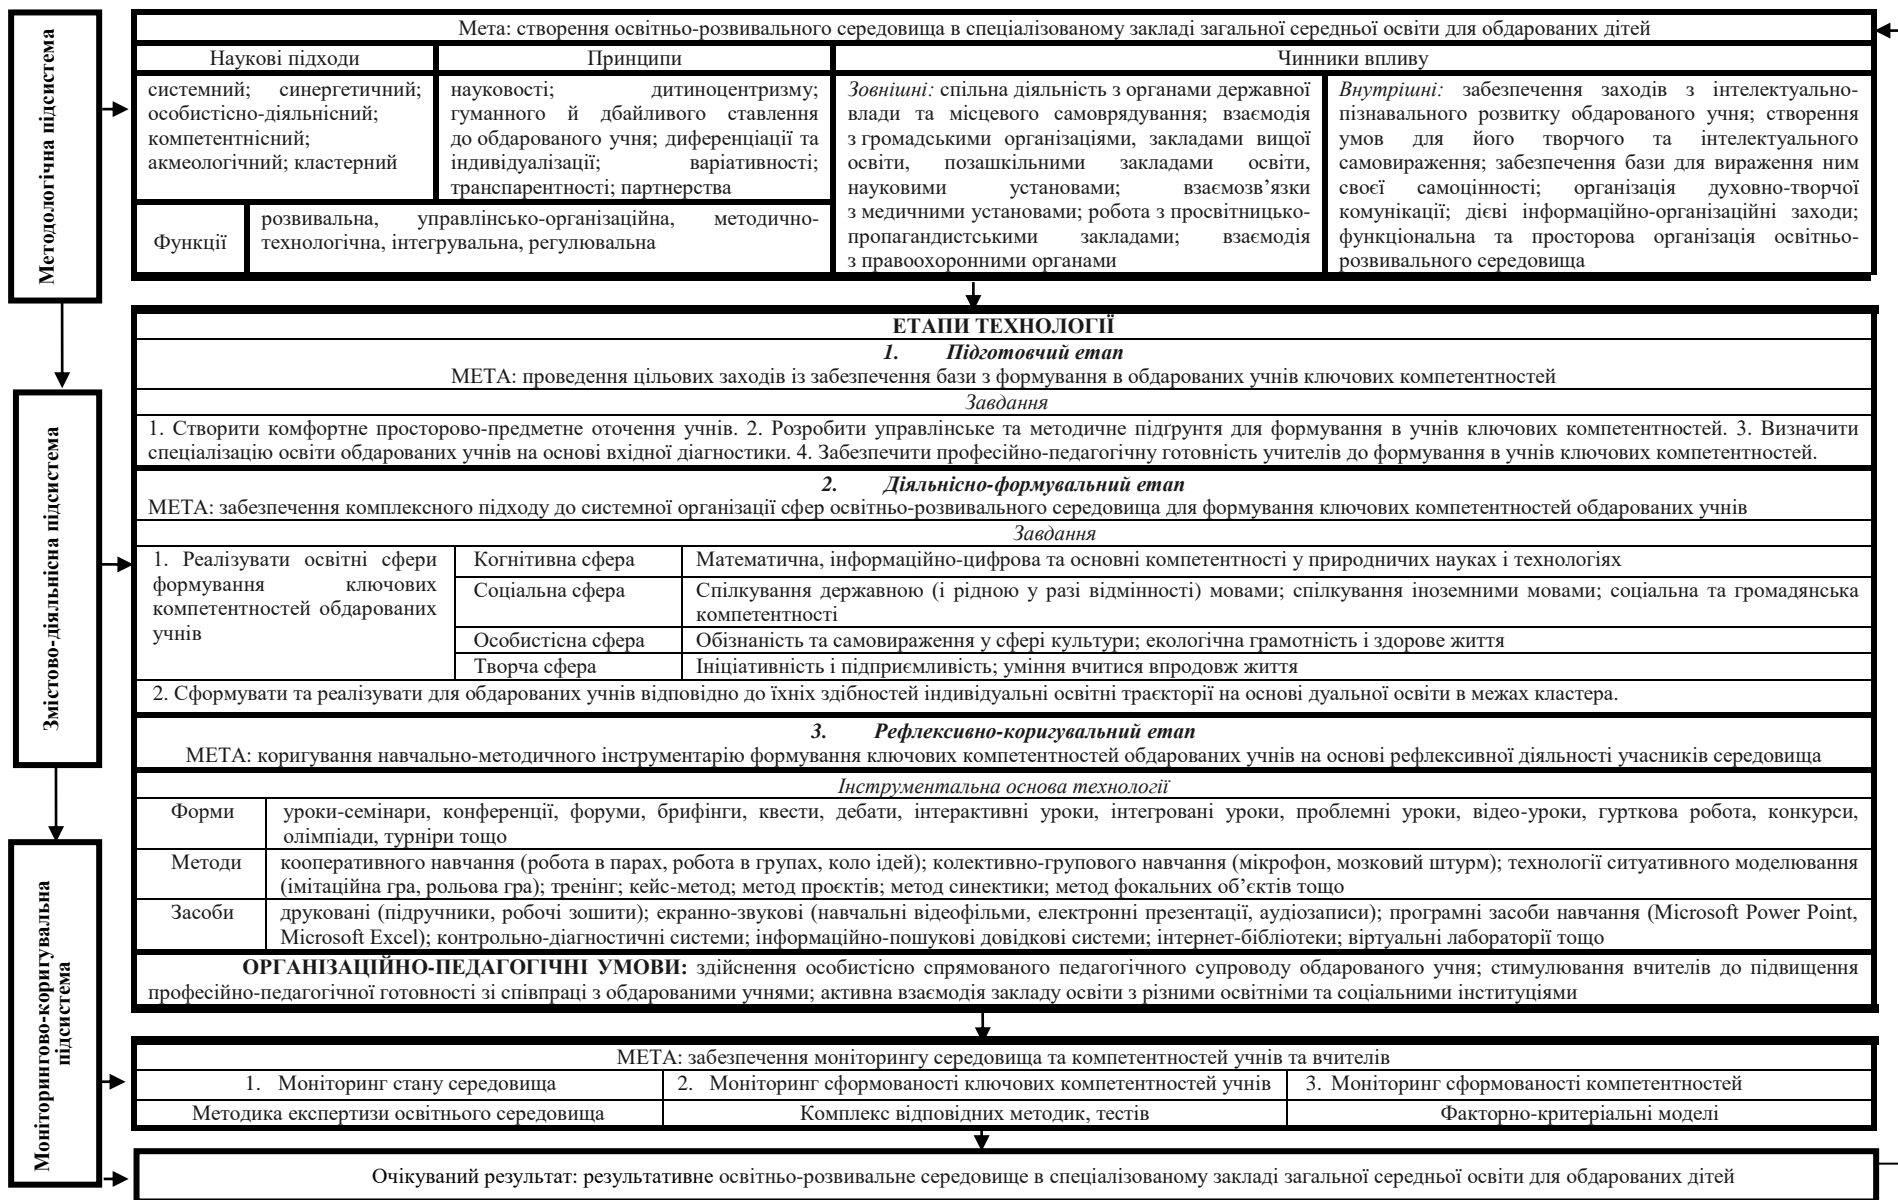 Методологічна підсистема
Мета: створення освітньо-розвивального середовища в спеціалізованому закладі загальної середньої освіти для обдарованих дітей
Наукові підходи
Принципи
Чинники впливу
системний; синергетичний;
особистісно-діяльнісний;
компетентнісний;
акмеологічний; кластерний
науковості; дитиноцентризму;
гуманного й дбайливого ставлення
до обдарованого учня; диференціації та
індивідуалізації; варіативності;
транспарентності; партнерства
Функції
розвивальна, управлінсько-організаційна, методично-
технологічна, інтегрувальна, регулювальна
Зовнішні: спільна діяльність з органами державної
влади та місцевого самоврядування; взаємодія
з громадськими організаціями, закладами вищої
освіти, позашкільними закладами освіти,
науковими установами; взаємозв’язки
з медичними установами; робота з просвітницько-
пропагандистськими закладами; взаємодія
з правоохоронними органами
Внутрішні: забезпечення заходів з інтелектуально-
пізнавального розвитку обдарованого учня; створення
умов для його творчого та інтелектуального
самовираження; забезпечення бази для вираження ним
своєї самоцінності; організація духовно-творчої
комунікації; дієві інформаційно-організаційні заходи;
функціональна та просторова організація освітньо-
розвивального середовища
Змістово-діяльнісна підсистема
ЕТАПИ ТЕХНОЛОГІЇ
1. Підготовчий етап
МЕТА: проведення цільових заходів із забезпечення бази з формування в обдарованих учнів ключових компетентностей
Завдання
1. Створити комфортне просторово-предметне оточення учнів. 2. Розробити управлінське та методичне підґрунтя для формування в учнів ключових компетентностей. 3. Визначити
спеціалізацію освіти обдарованих учнів на основі вхідної діагностики. 4. Забезпечити професійно-педагогічну готовність учителів до формування в учнів ключових компетентностей.
2. Діяльнісно-формувальний етап
МЕТА: забезпечення комплексного підходу до системної організації сфер освітньо-розвивального середовища для формування ключових компетентностей обдарованих учнів
Завдання
1. Реалізувати освітні сфери
формування ключових
компетентностей обдарованих
учнів
Когнітивна сфера
Математична, інформаційно-цифрова та основні компетентності у природничих науках і технологіях
Соціальна сфера
Спілкування державною (і рідною у разі відмінності) мовами; спілкування іноземними мовами; соціальна та громадянська
компетентності
Особистісна сфера
Обізнаність та самовираження у сфері культури; екологічна грамотність і здорове життя
Творча сфера
Ініціативність і підприємливість; уміння вчитися впродовж життя
2. Сформувати та реалізувати для обдарованих учнів відповідно до їхніх здібностей індивідуальні освітні траєкторії на основі дуальної освіти в межах кластера.
3. Рефлексивно-коригувальний етап
МЕТА: коригування навчально-методичного інструментарію формування ключових компетентностей обдарованих учнів на основі рефлексивної діяльності учасників середовища
Інструментальна основа технології
Форми
уроки-семінари, конференції, форуми, брифінги, квести, дебати, інтерактивні уроки, інтегровані уроки, проблемні уроки, відео-уроки, гурткова робота, конкурси,
олімпіади, турніри тощо
Методи
кооперативного навчання (робота в парах, робота в групах, коло ідей); колективно-групового навчання (мікрофон, мозковий штурм); технології ситуативного моделювання
(імітаційна гра, рольова гра); тренінг; кейс-метод; метод проєктів; метод синектики; метод фокальних об’єктів тощо
Засоби
друковані (підручники, робочі зошити); екранно-звукові (навчальні відеофільми, електронні презентації, аудіозаписи); програмні засоби навчання (Microsoft Power Point,
Microsoft Excel); контрольно-діагностичні системи; інформаційно-пошукові довідкові системи; інтернет-бібліотеки; віртуальні лабораторії тощо
ОРГАНІЗАЦІЙНО-ПЕДАГОГІЧНІ УМОВИ: здійснення особистісно спрямованого педагогічного супроводу обдарованого учня; стимулювання вчителів до підвищення
професійно-педагогічної готовності зі співпраці з обдарованими учнями; активна взаємодія закладу освіти з різними освітніми та соціальними інституціями
Моніторингово-коригувальна
підсистема
МЕТА: забезпечення моніторингу середовища та компетентностей учнів та вчителів
1. Моніторинг стану середовища
2. Моніторинг сформованості ключових компетентностей учнів
3. Моніторинг сформованості компетентностей
Методика експертизи освітнього середовища
Комплекс відповідних методик, тестів
Факторно-критеріальні моделі
Очікуваний результат: результативне освітньо-розвивальне середовище в спеціалізованому закладі загальної середньої освіти для обдарованих дітей